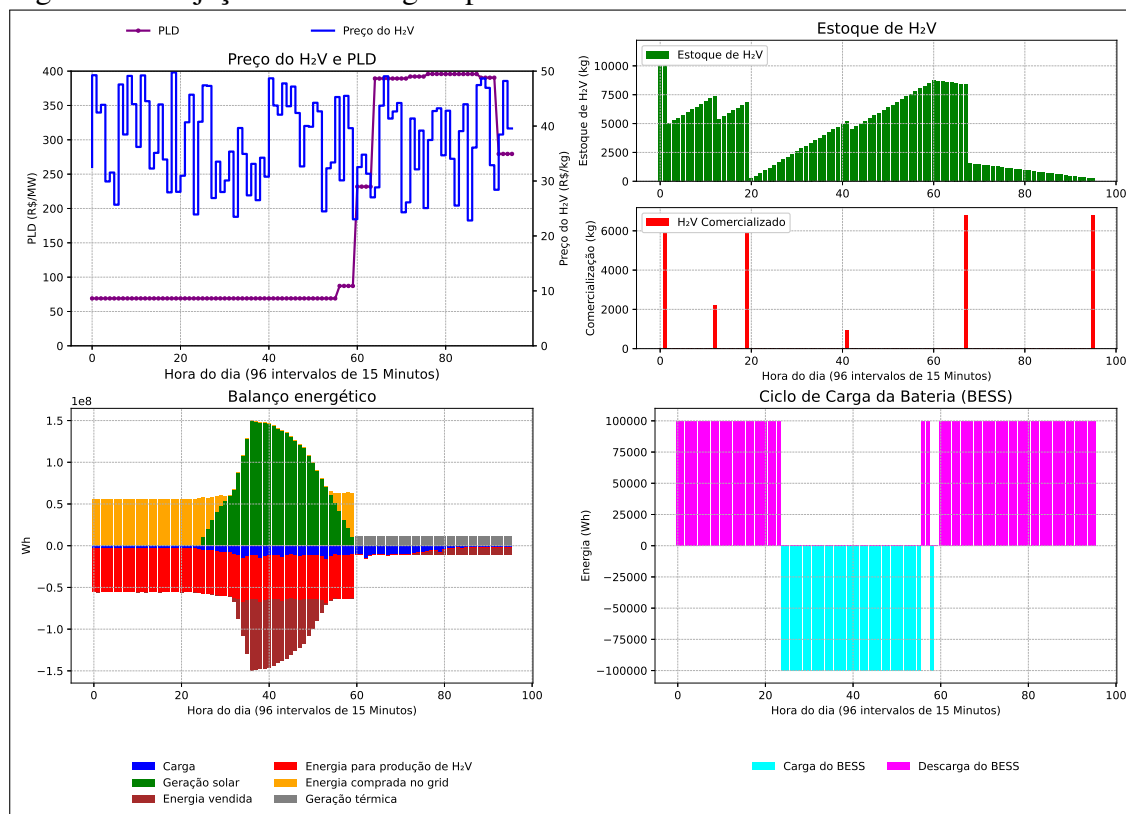 PLD
Preço do H₂V
Preço do H₂V e PLD
400
350
300
250
200
150
100
50
0
PLD (R$/MW)
50
40
30
20
10
0
Preço do H₂V (R$/kg)
0 20 40 60 80 100
Hora do dia (96 intervalos de 15 Minutos)
Estoque de H₂V
Estoque de H₂V
10000
7500
5000
2500
0
Estoque de H₂V (kg)
H₂V Comercializado
6000
4000
2000
0
Comercialização (kg)
0 20 40 60 80 100
Hora do dia (96 intervalos de 15 Minutos)
Balanço energético
1e8
1.5
1.0
0.5
0.0
−0.5
−1.0
−1.5
Wh
0 20 40 60 80 100
Hora do dia (96 intervalos de 15 Minutos)
Carga
Geração solar
Energia vendida
Energia para produção de H₂V
Energia comprada no grid
Geração térmica
Ciclo de Carga da Bateria (BESS)
100000
75000
50000
25000
0
−25000
−50000
−75000
−100000
Energia (Wh)
0 20 40 60 80 100
Hora do dia (96 intervalos de 15 Minutos)
Carga do BESS
Descarga do BESS